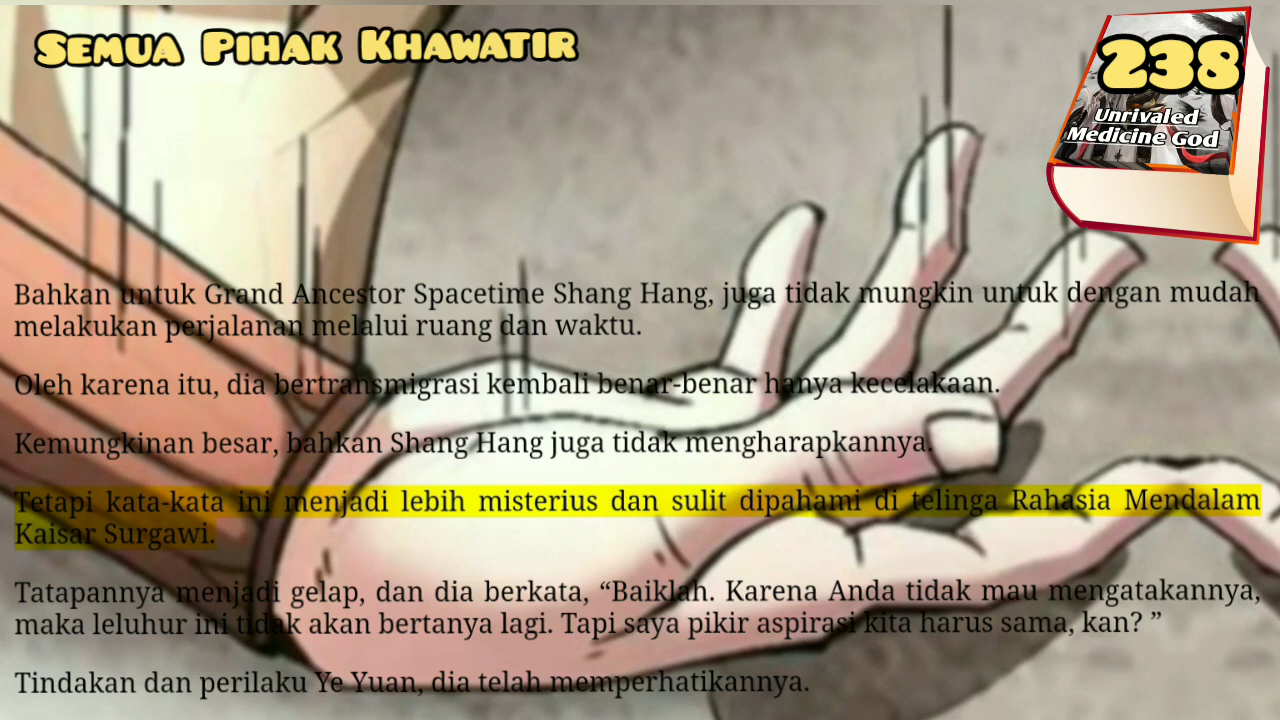 Semua Pihak Khawatir
238
Unrivaled
Medicine God
Bahkan untuk Grand Ancestor Spacetime Shang Hang, juga tidak mungkin untuk dengan mudah
melakukan perjalanan melalui ruang dan waktu.
Oleh karena itu, dia bertransmigrasi kembali benar-benar hanya kecelakaan.
Kemungkinan besar, bahkan Shang Hang juga tidak mengharapkannya.
Tetapi kata-kata ini menjadi lebih misterius dan sulit dipahami di telinga Rahasia Mendalam
Kaisar Surgawi.
Tatapannya menjadi gelap, dan dia berkata, “Baiklah. Karena Anda tidak mau mengatakannya,
maka leluhur ini tidak akan bertanya lagi. Tapi saya pikir aspirasi kita harus sama, kan? ”
Tindakan dan perilaku Ye Yuan, dia telah memperhatikannya.